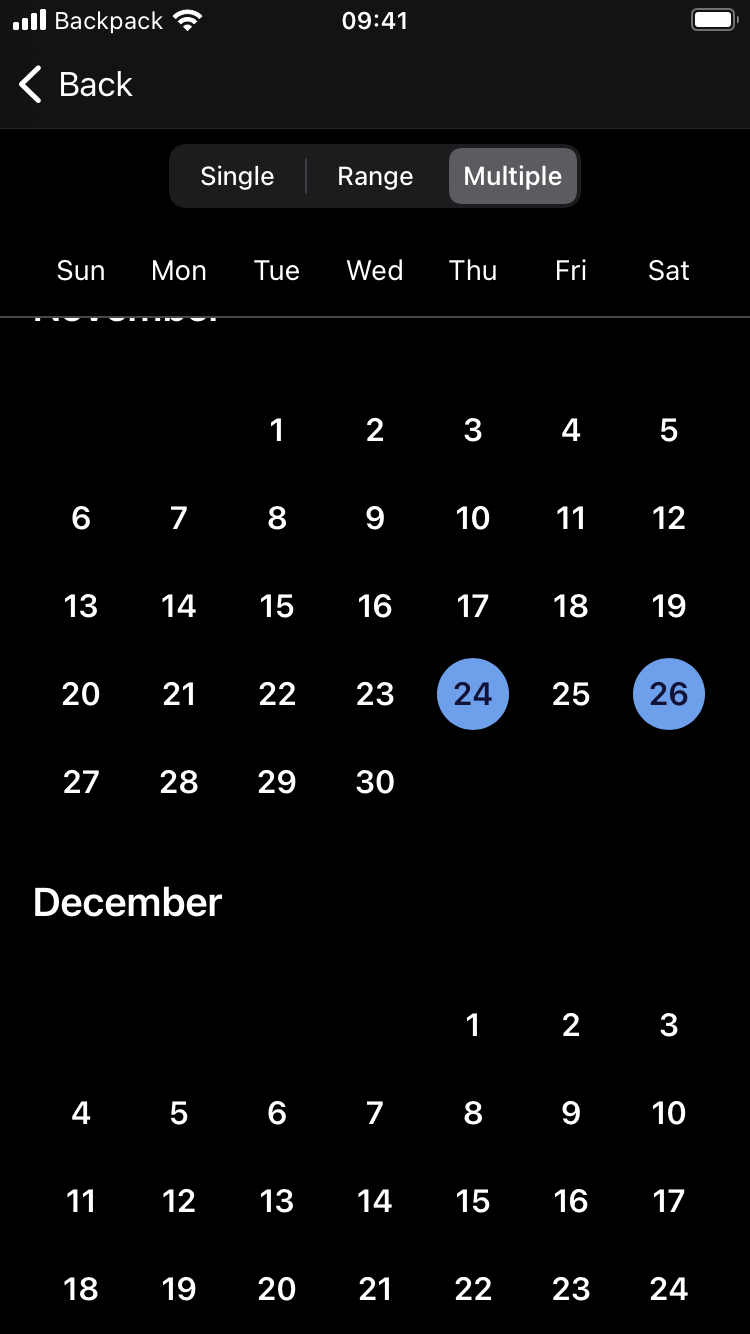 Backpack 09:41
Back
Single Range Multiple
Sun Mon Tue Wed Thu Fri Sat
November
1 2 3 4 5
6 7 8 9 10 11 12
13 14 15 16 17 18 19
20 21 22 23 24 25 26
27 28 29 30
December
1 2 3
4 5 6 7 8 9 10
11 12 13 14 15 16 17
18 19 20 21 22 23 24